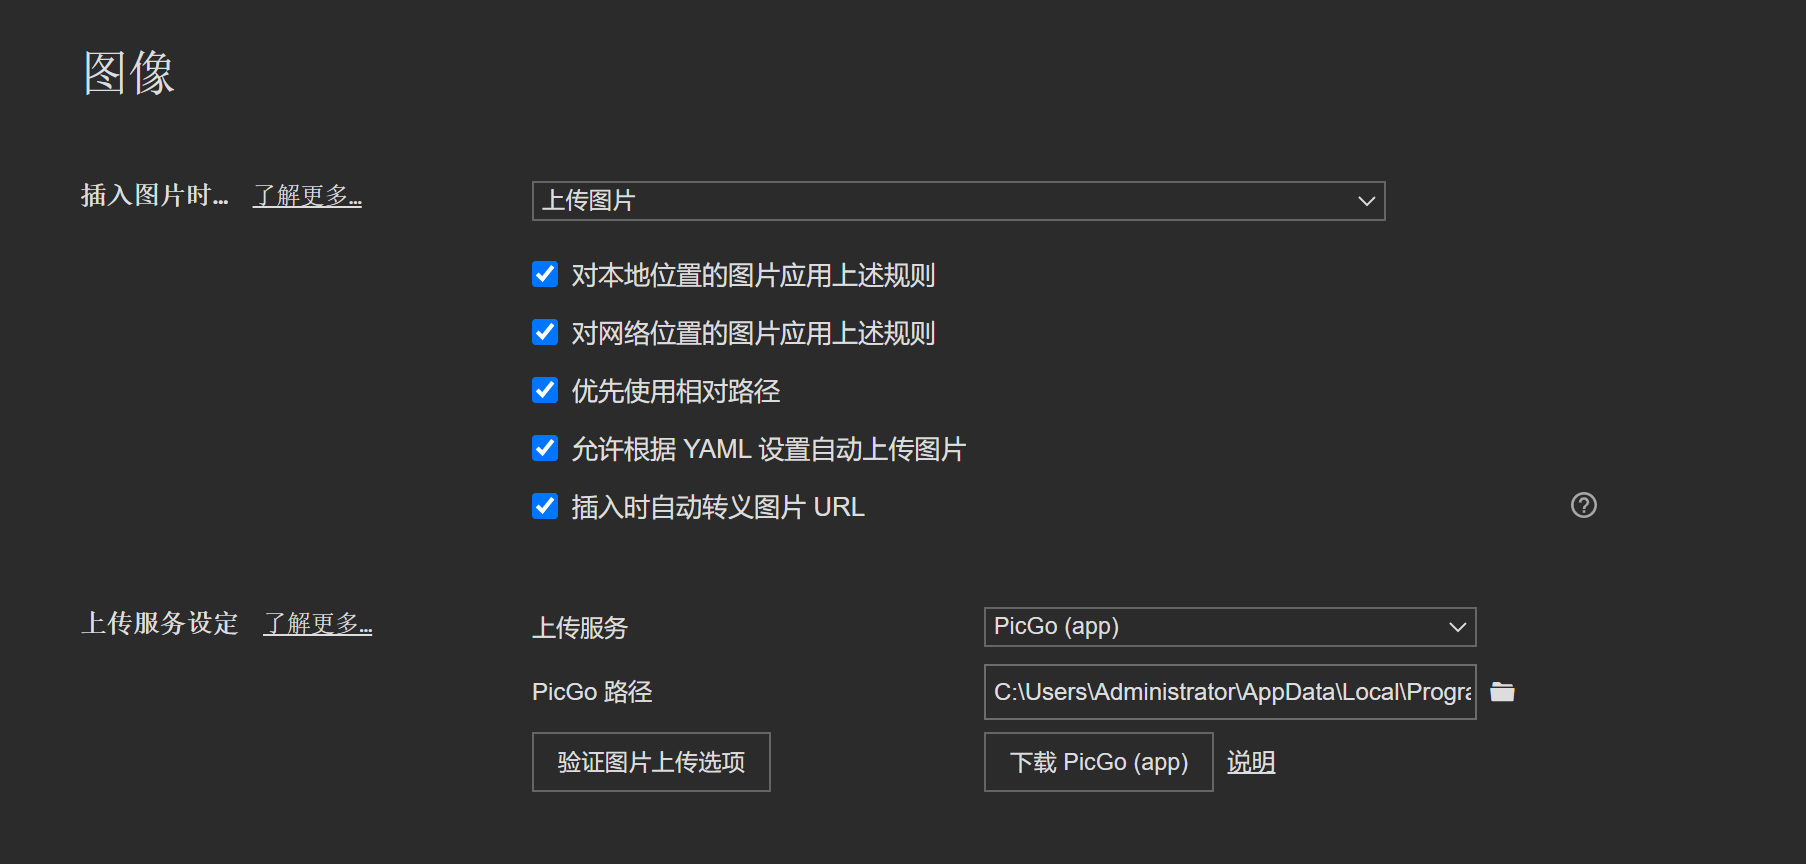 图像
插入图片时... 了解更多...
上传图片
对本地位置的图片应用上述规则
对网络位置的图片应用上述规则
优先使用相对路径
允许根据 YAML 设置自动上传图片
插入时自动转义图片 URL
上传服务设定 了解更多...
上传服务 PicGo (app)
PicGo 路径 C:\Users\Administrator\AppData\Local\Progra
验证图片上传选项 下载 PicGo (app) 说明